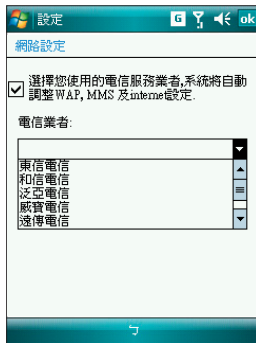 設定
G
ok
網路設定
選擇您使用的電信服務業者,系統將自動
調整WAP, MMS 及internet設定.
電信業者:
東信電信
和信電信
泛亞電信
威寶電信
遠傳電信
ㄅ